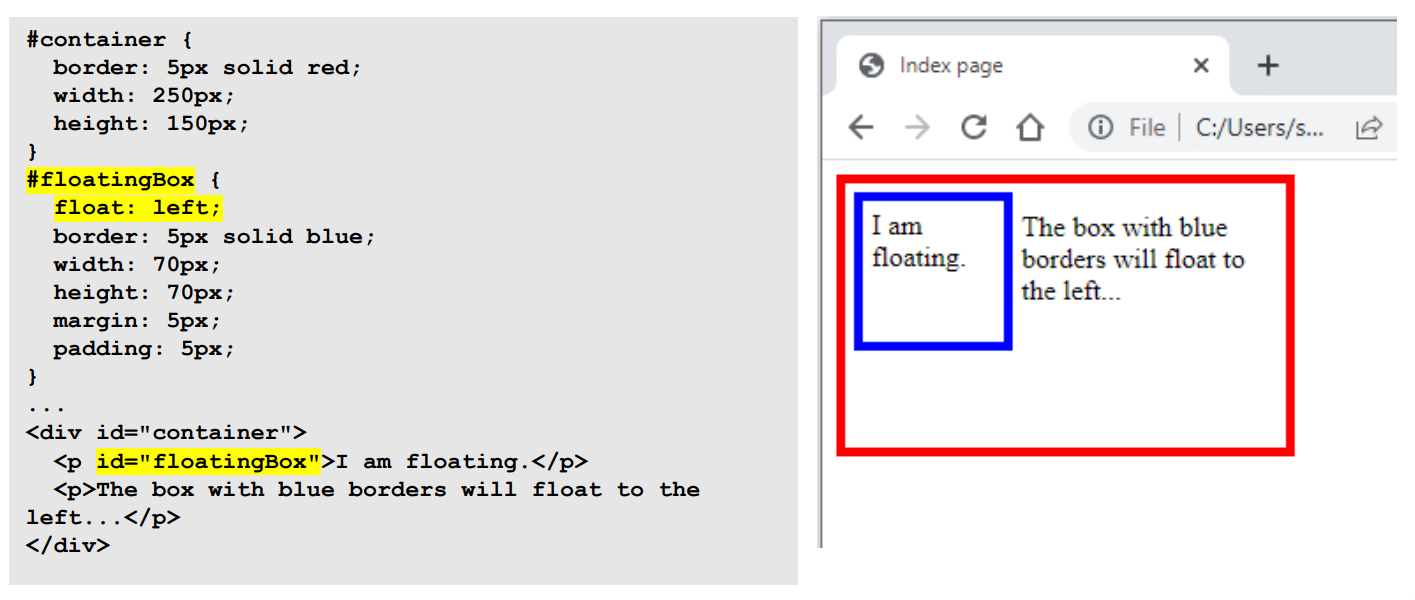 #container {
  border: 5px solid red;
  width: 250px;
  height: 150px;
}
#floatingBox {
  float: left;
  border: 5px solid blue;
  width: 70px;
  height: 70px;
  margin: 5px;
  padding: 5px;
}
...
<div id="container">
  <p id="floatingBox">I am floating.</p>
  <p>The box with blue borders will float to the
left...</p>
</div>
Index page
File
C:/Users/s...
I am
floating.
The box with blue
borders will float to
the left...